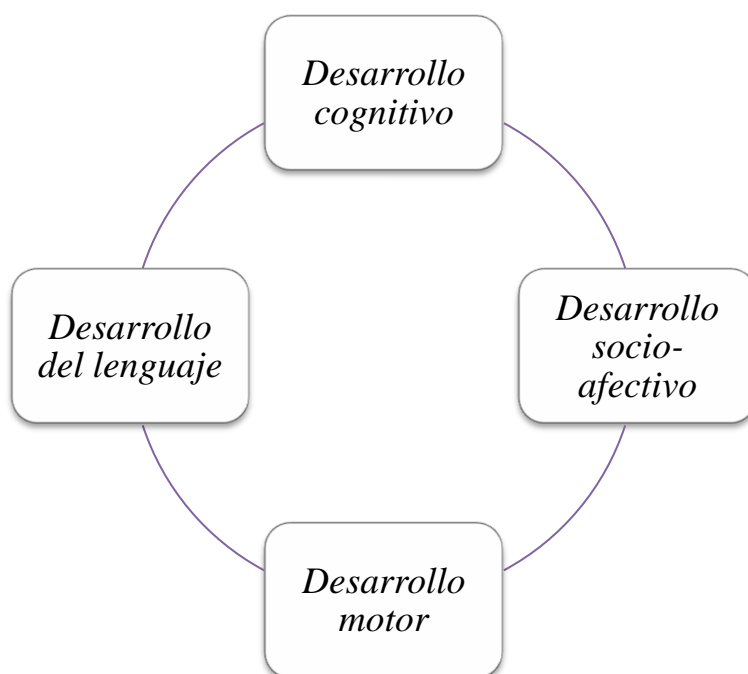 Desarrollo
cognitivo
Desarrollo
socio-
afectivo
Desarrollo
motor
Desarrollo
del lenguaje